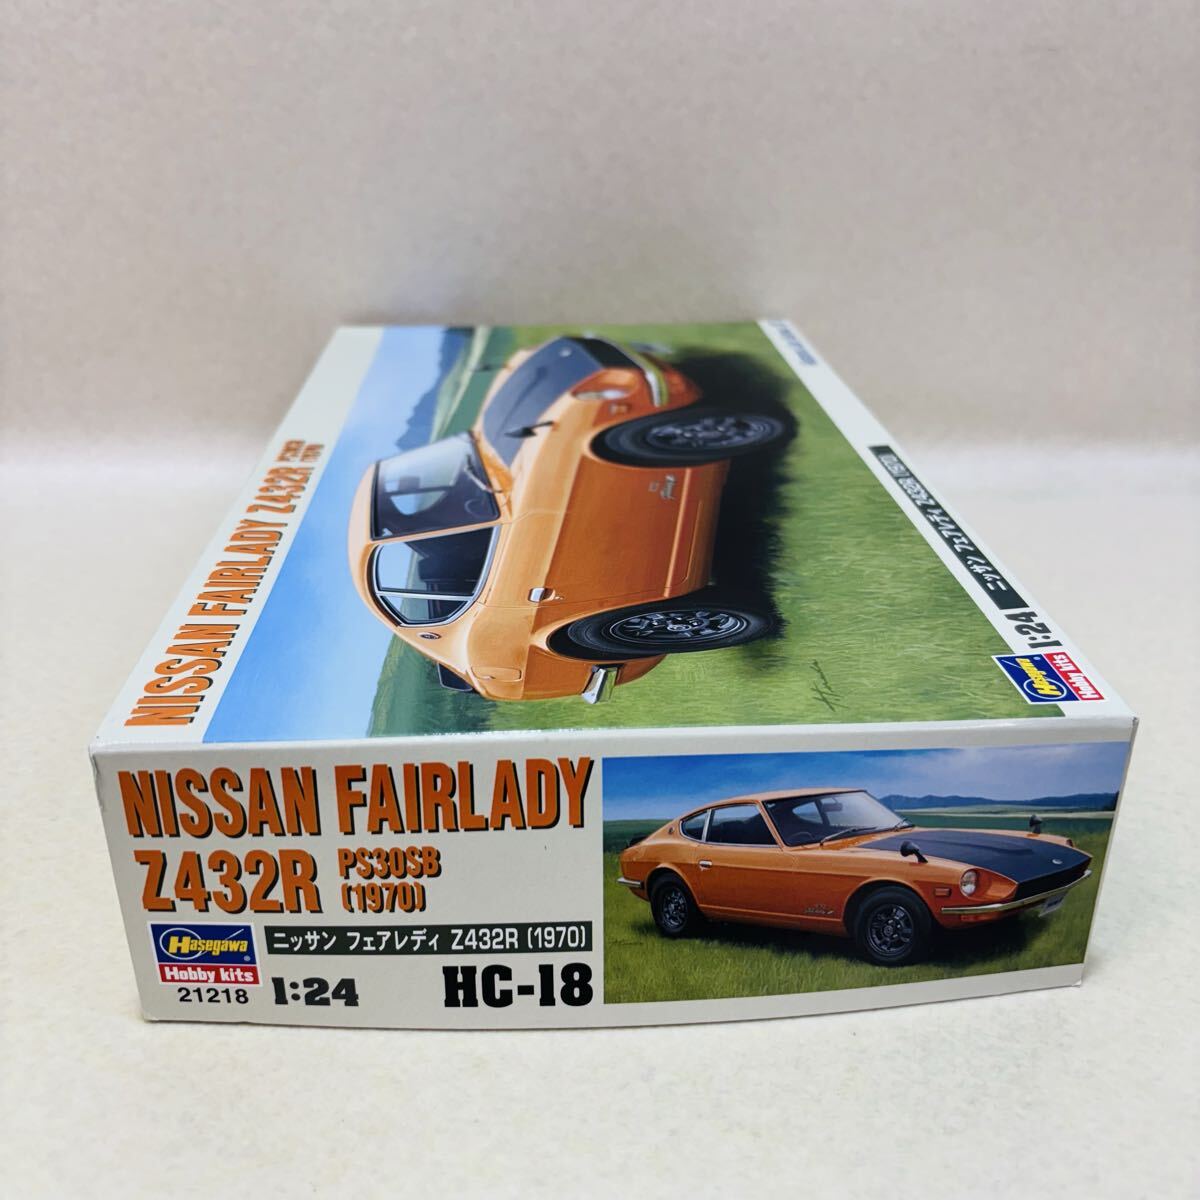 NISSAN FAIRLADY Z432R PS30SB (1970)
ニッサン フェアレディ Z432R (1970)
1:24
Hasegawa
Hobby kits
NISSAN FAIRLADY
Z432R PS30SB (1970)
Hasegawa
Hobby kits
21218
ニッサン フェアレディ Z432R (1970)
1:24
HC-18